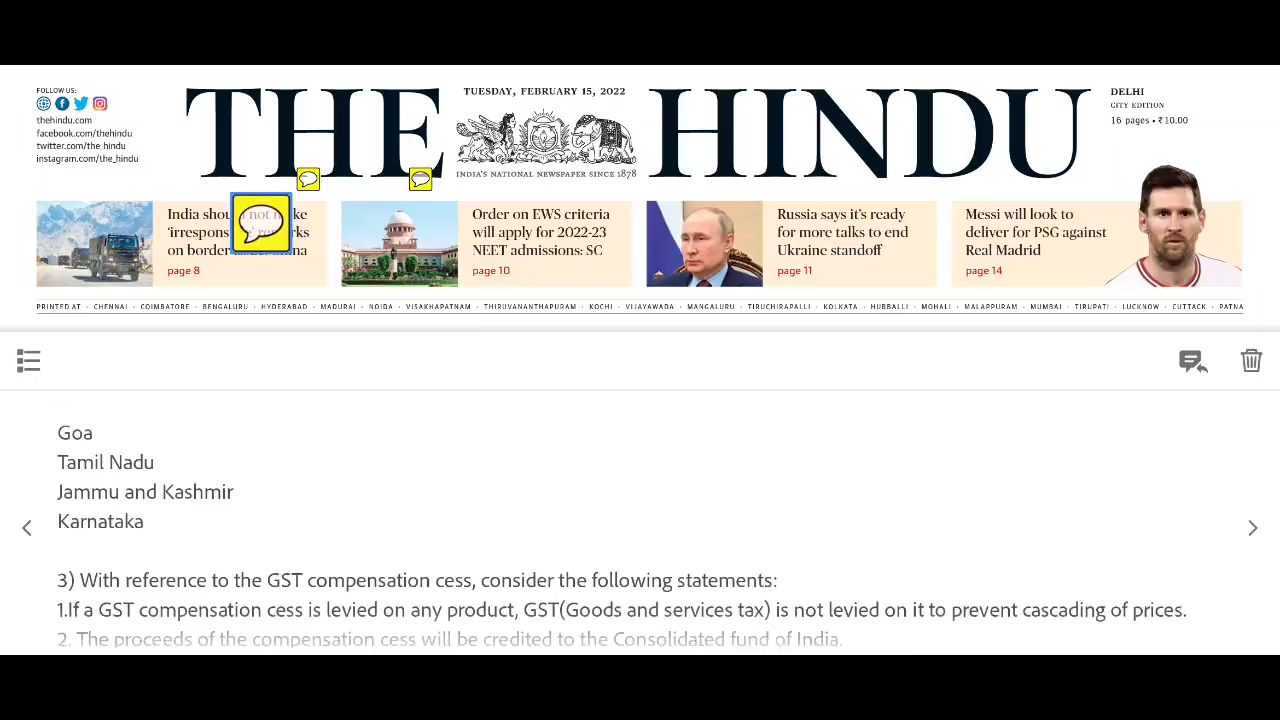 FOLLOW US:
thehindu.com
facebook.com/thehindu
twitter.com/the_hindu
instagram.com/the_hindu
THE HINDU
TUESDAY, FEBRUARY 15, 2022
INDIA'S NATIONAL NEWSPAPER SINCE 1878
DELHI
CITY EDITION
16 pages • ₹10.00
India not
'irrespons
on border
page 8
Order on EWS criteria
will apply for 2022-23
NEET admissions: SC
page 10
Russia says it's ready
for more talks to end
Ukraine standoff
page 11
Messi will look to
deliver for PSG against
Real Madrid
page 14
PRINTED AT · CHENNAI · COIMBATORE · BENGALURU · HYDERABAD · MADURAI · NOIDA · VISAKHAPATNAM · THIRUVANANTHAPURAM · KOCHI · VIJAYAWADA · MANGALURU · TIRUCHIRAPALLI · KOLKATA · HUBBALLI · MOHALI · MALAPPURAM · MUMBAI · TIRUPATI · LUCKNOW · CUTTACK · PATNA
Goa
Tamil Nadu
Jammu and Kashmir
Karnataka
3) With reference to the GST compensation cess, consider the following statements:
1.If a GST compensation cess is levied on any product, GST(Goods and services tax) is not levied on it to prevent cascading of prices.
2. The proceeds of the compensation cess will be credited to the Consolidated fund of India.